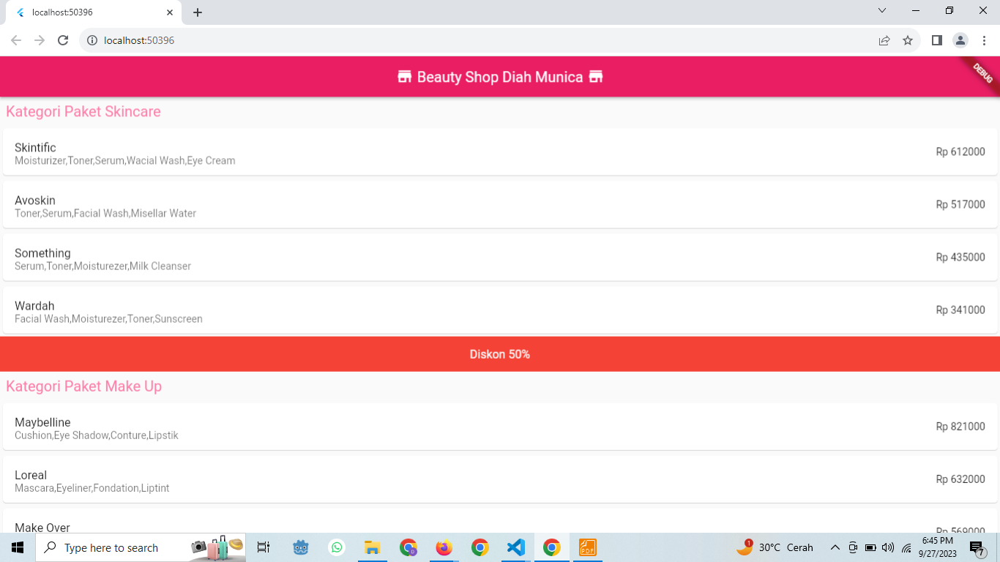 localhost:50396
localhost:50396
Beauty Shop Diah Munica
DEBUG
Kategori Paket Skincare
Skintific
Moisturizer,Toner,Serum,Wacial Wash,Eye Cream
Rp 612000
Avoskin
Toner,Serum,Facial Wash,Misellar Water
Rp 517000
Something
Serum,Toner,Moisturezer,Milk Cleanser
Rp 435000
Wardah
Facial Wash,Moisturezer,Toner,Sunscreen
Rp 341000
Diskon 50%
Kategori Paket Make Up
Maybelline
Cushion,Eye Shadow,Conture,Lipstik
Rp 821000
Loreal
Mascara,Eyeliner,Fondation,Liptint
Rp 632000
Make Over
Rp 569000
Type here to search
D
PDF
1
30°C Cerah
6:45 PM
9/27/2023
7